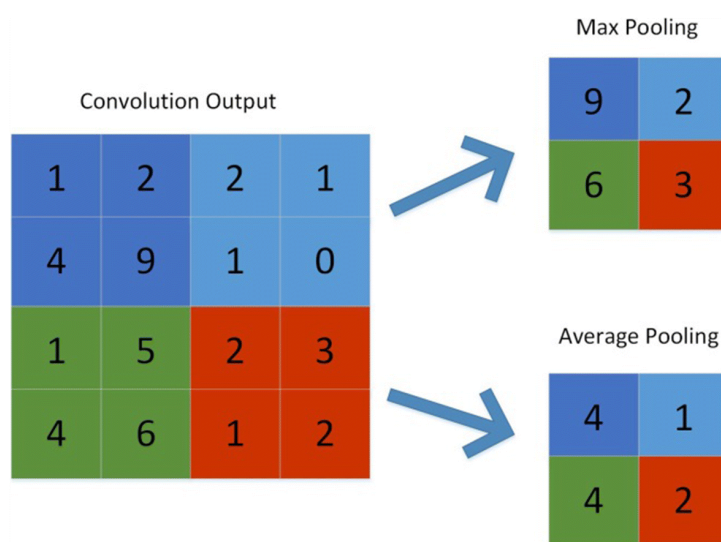 Max Pooling
9 2
6 3
Convolution Output
1 2 2 1
4 9 1 0
1 5 2 3
4 6 1 2
Average Pooling
4 1
4 2